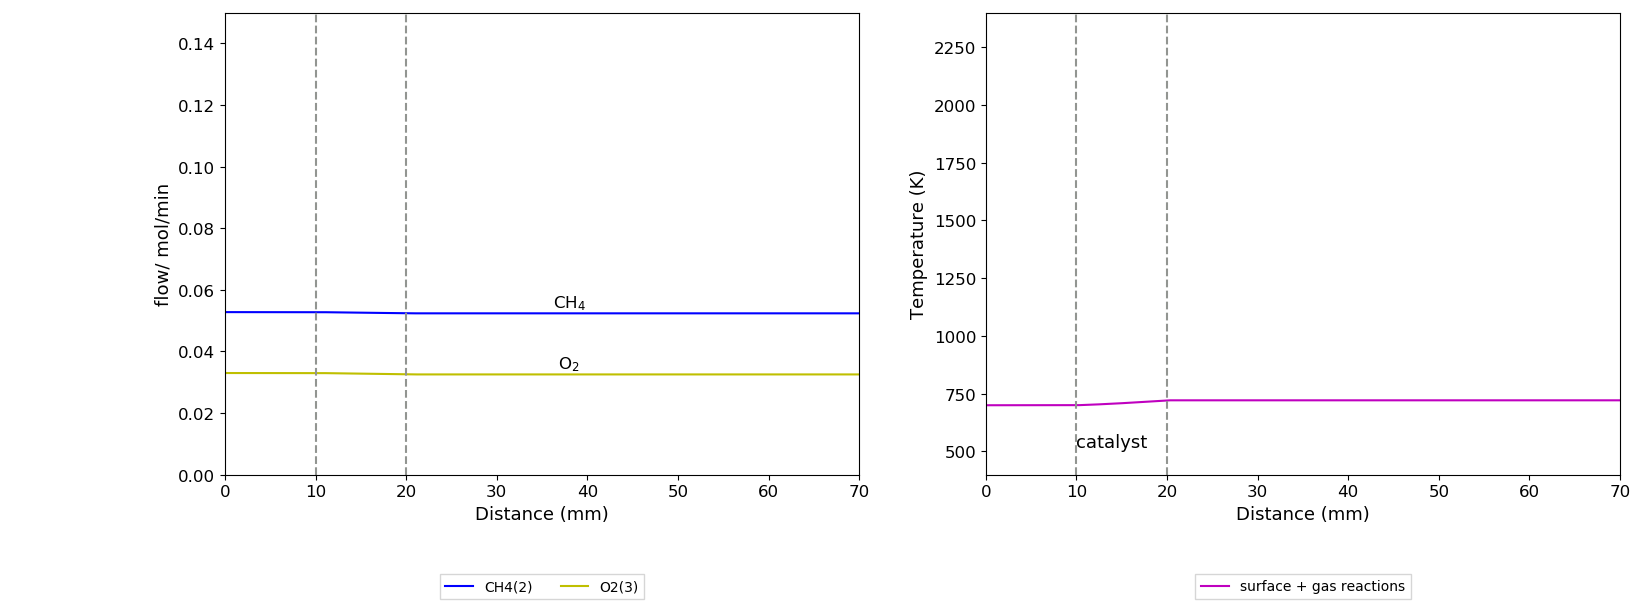 0.14
0.12
0.10
0.08
0.06
0.04
0.02
0.00
flow/ mol/min
CH₄
O₂
0 10 20 30 40 50 60 70
Distance (mm)
CH4(2) O2(3)
2250
2000
1750
1500
1250
1000
750
500
Temperature (K)
catalyst
0 10 20 30 40 50 60 70
Distance (mm)
surface + gas reactions